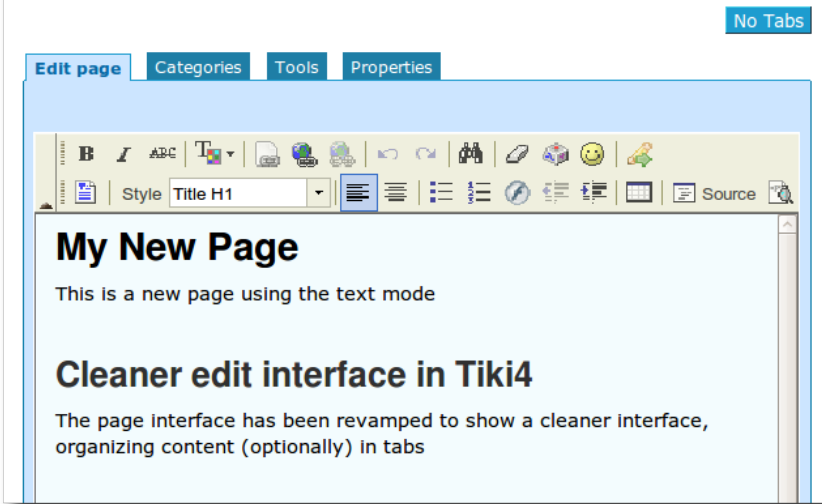 No Tabs
Edit page Categories Tools Properties
B I ABC T
Style Title H1 Source
My New Page
This is a new page using the text mode
Cleaner edit interface in Tiki4
The page interface has been revamped to show a cleaner interface,
organizing content (optionally) in tabs